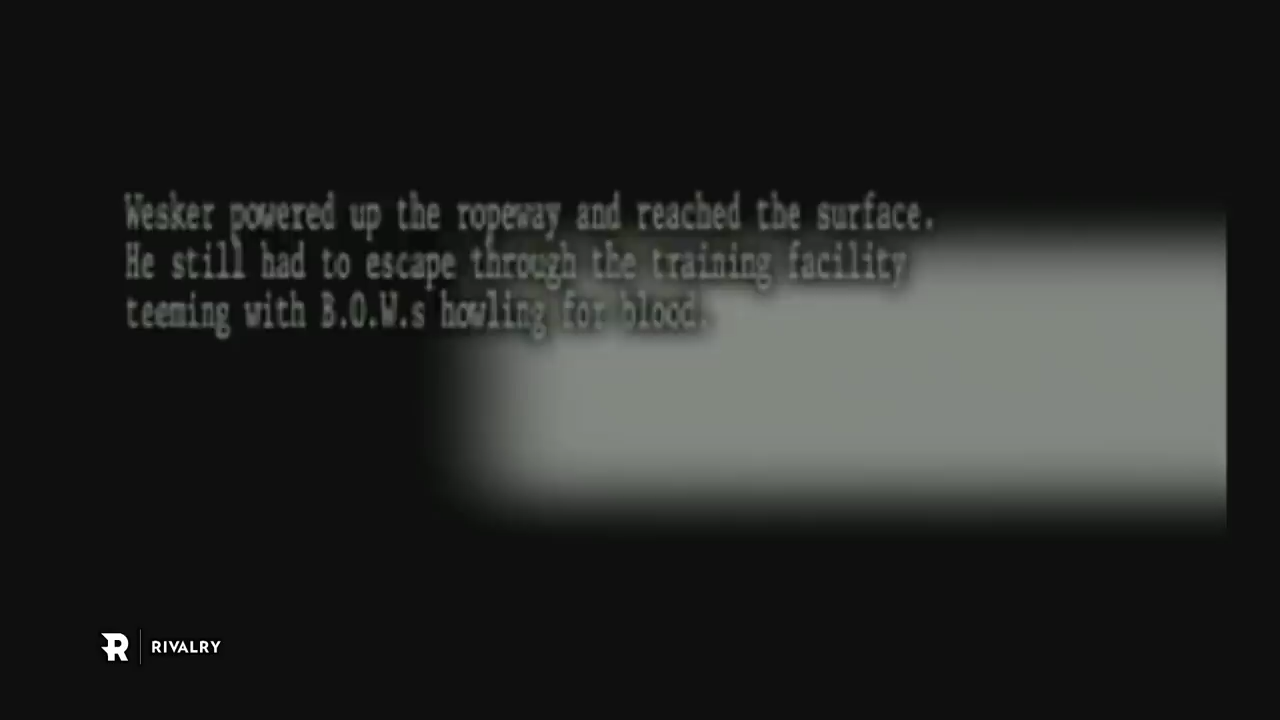 Wesker powered up the ropeway and reached the surface.
He still had to escape through the training facility
teeming with B.O.W.s howling for blood.
R RIVALRY